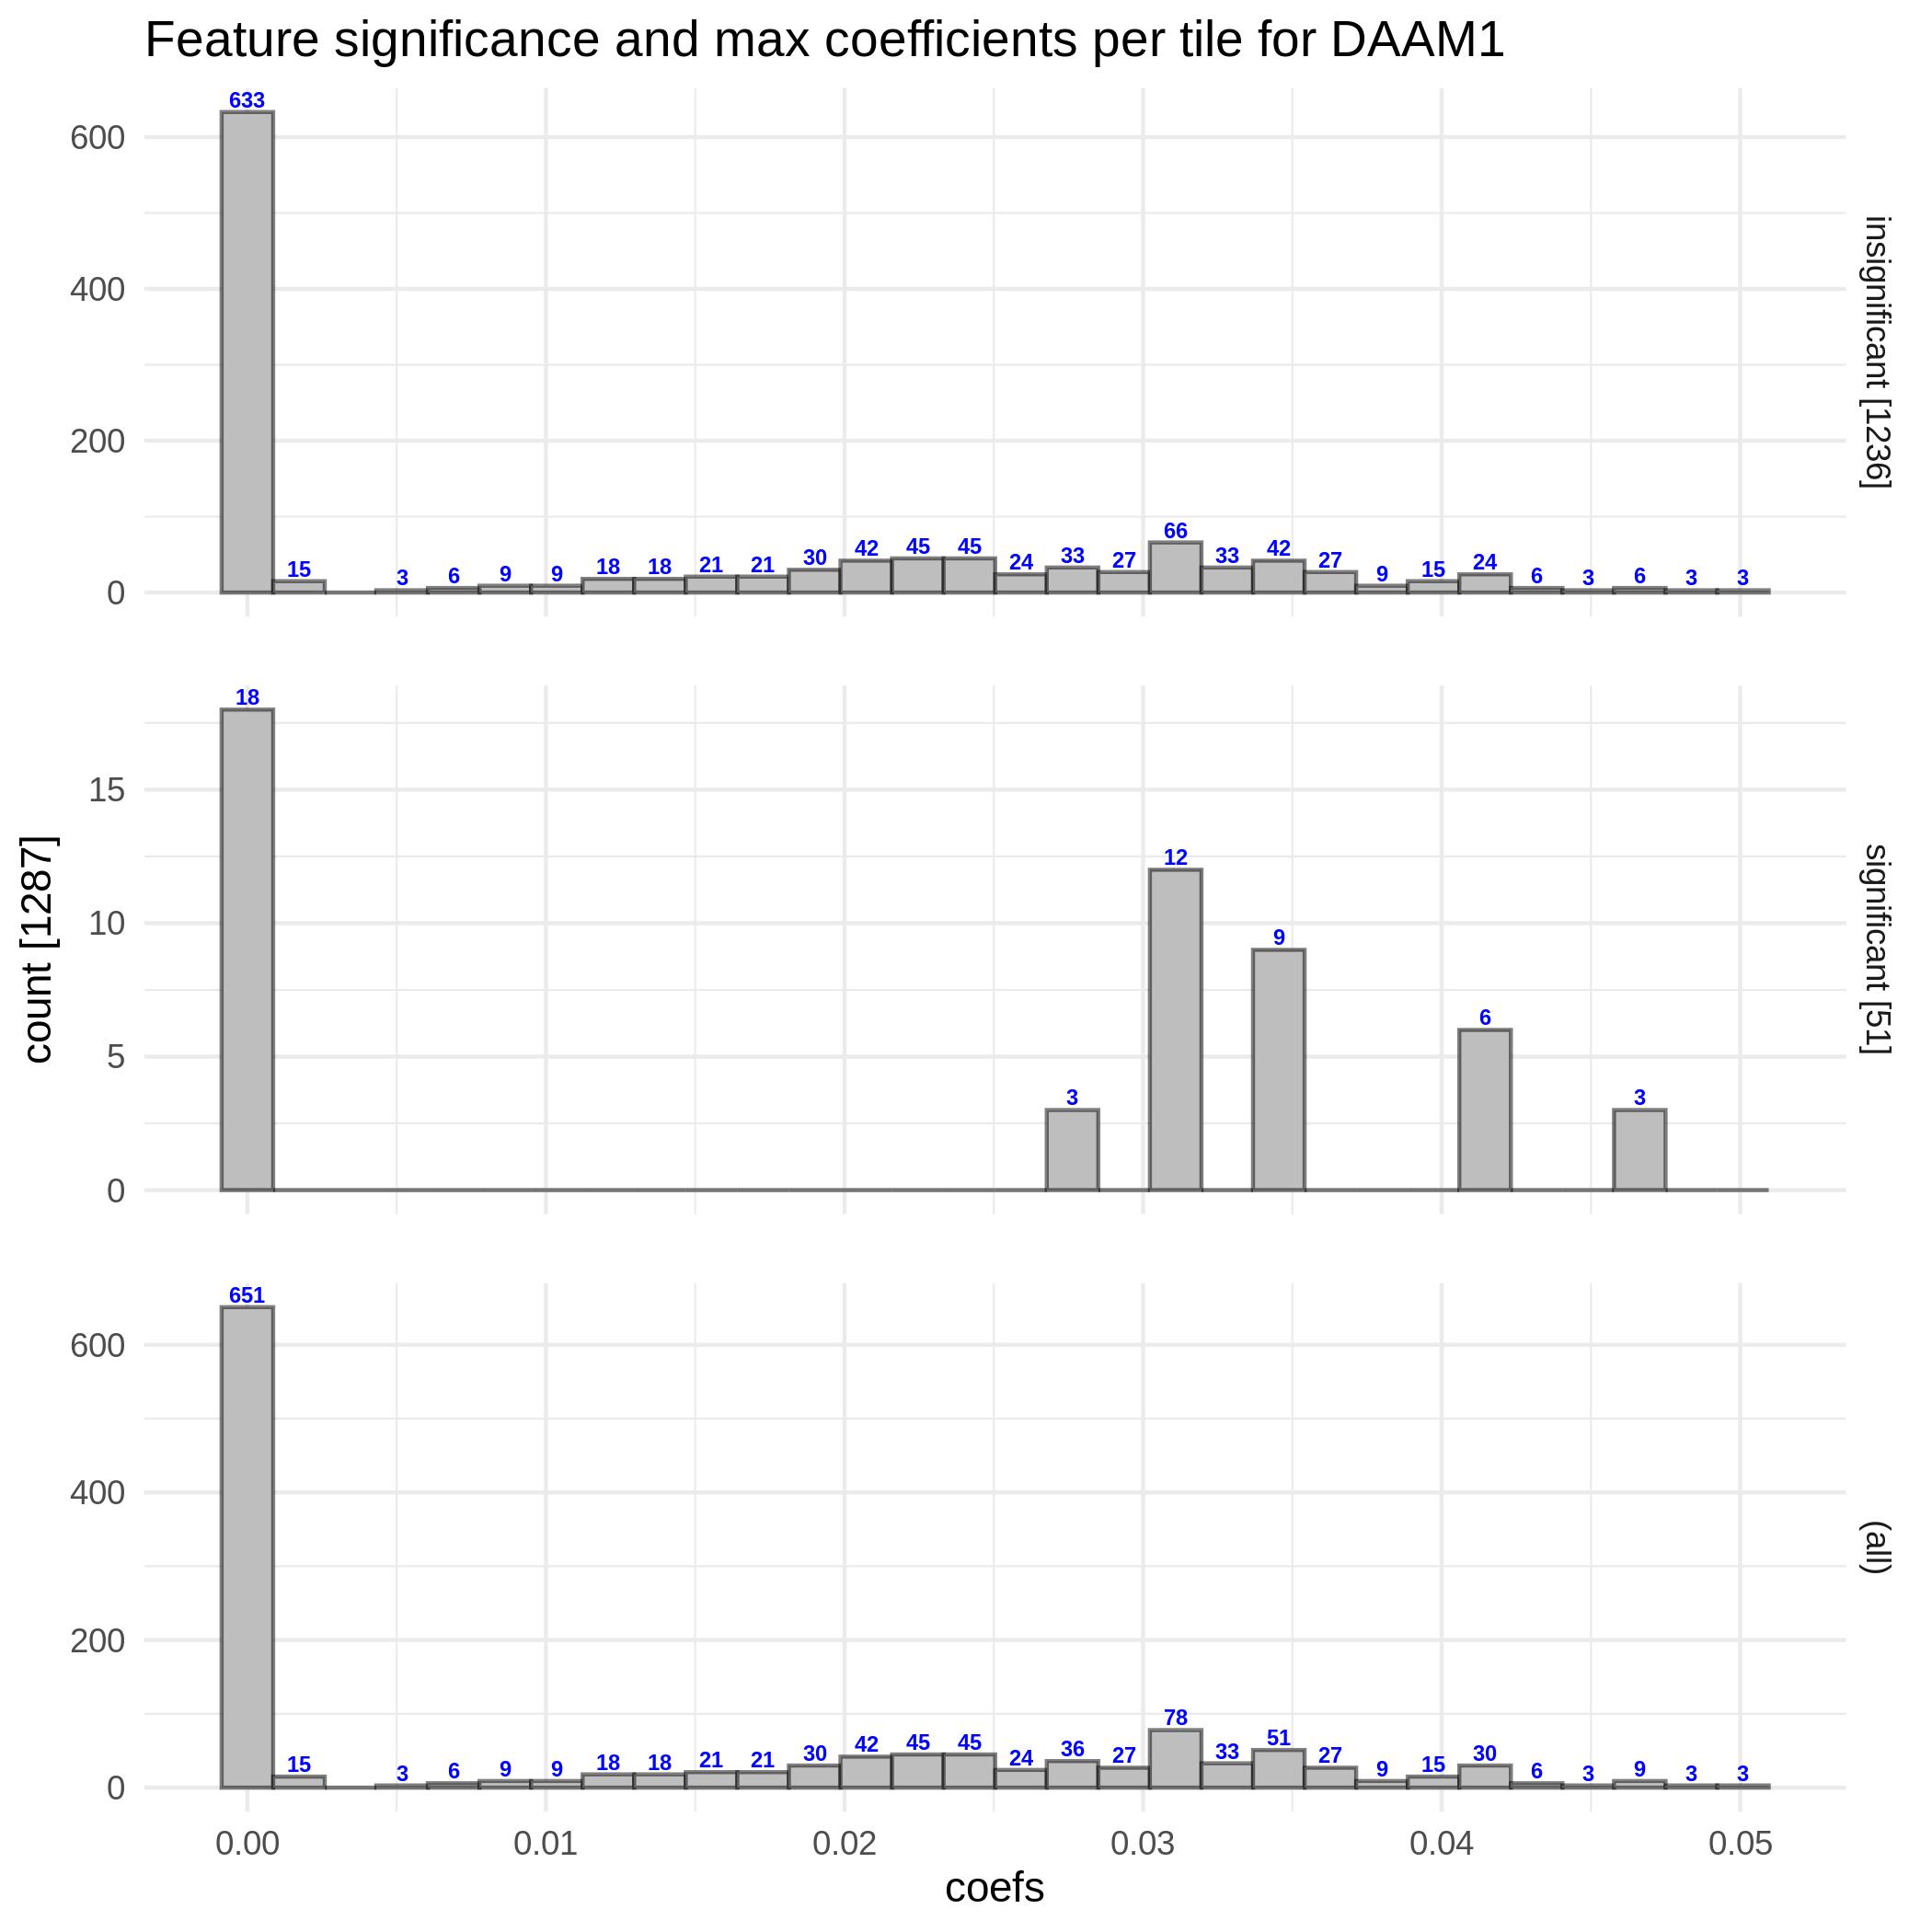 Feature significance and max coefficients per tile for DAAM1
633
600
400
200
0
15 3 6 9 9 18 18 21 21 30 42 45 45 24 33 27 66 33 42 27 9 15 24 6 3 6 3 3
insignificant [1236]
18
15
10
5
0
3 12 9 6 3
significant [51]
count [1287]
651
600
400
200
0
15 3 6 9 9 18 18 21 21 30 42 45 45 24 36 27 78 33 51 27 9 15 30 6 3 9 3 3
(all)
0.00 0.01 0.02 0.03 0.04 0.05
coefs